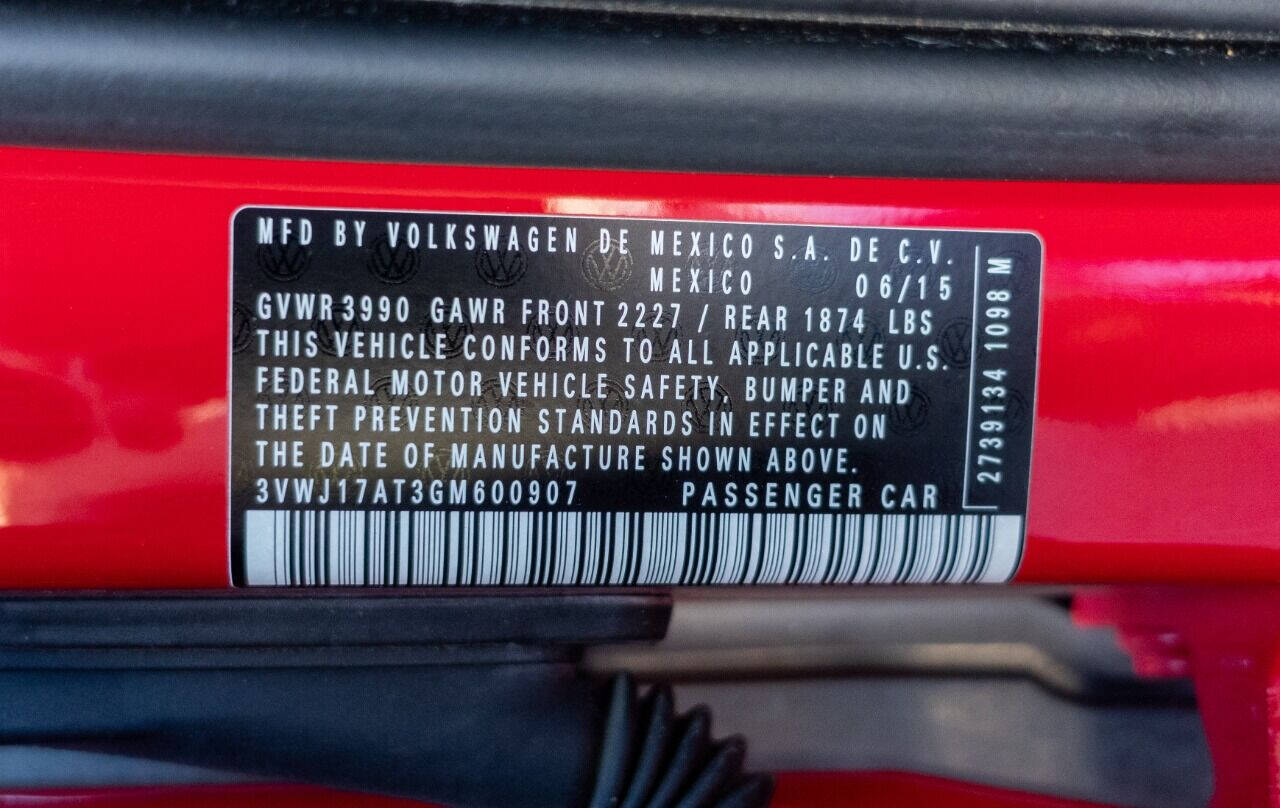 MFD BY VOLKSWAGEN DE MEXICO S.A. DE C.V.
MEXICO 06/15
GVWR 3990 GAWR FRONT 2227 / REAR 1874 LBS
THIS VEHICLE CONFORMS TO ALL APPLICABLE U.S.
FEDERAL MOTOR VEHICLE SAFETY, BUMPER AND
THEFT PREVENTION STANDARDS IN EFFECT ON
THE DATE OF MANUFACTURE SHOWN ABOVE.
3VWJ17AT3GM600907 PASSENGER CAR
2739134 1098 M